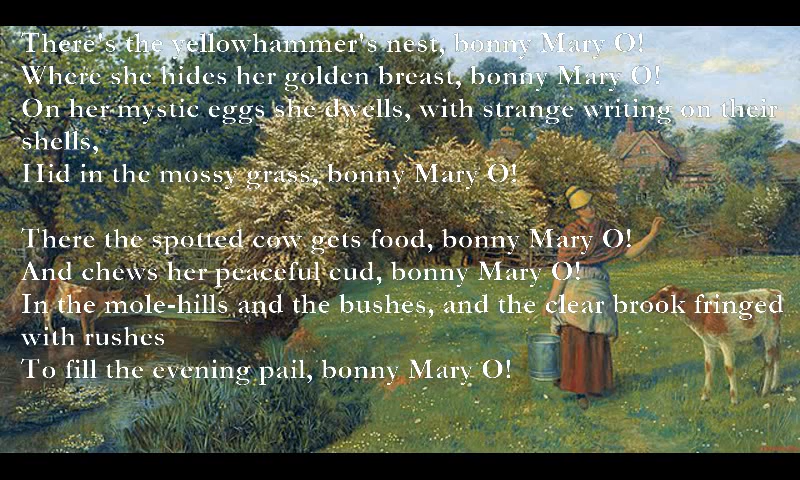 There's the yellowhammer's nest, bonny Mary O!
Where she hides her golden breast, bonny Mary O!
On her mystic eggs she dwells, with strange writing on their
shells,
Hid in the mossy grass, bonny Mary O!
There the spotted cow gets food, bonny Mary O!
And chews her peaceful cud, bonny Mary O!
In the mole-hills and the bushes, and the clear brook fringed
with rushes
To fill the evening pail, bonny Mary O!